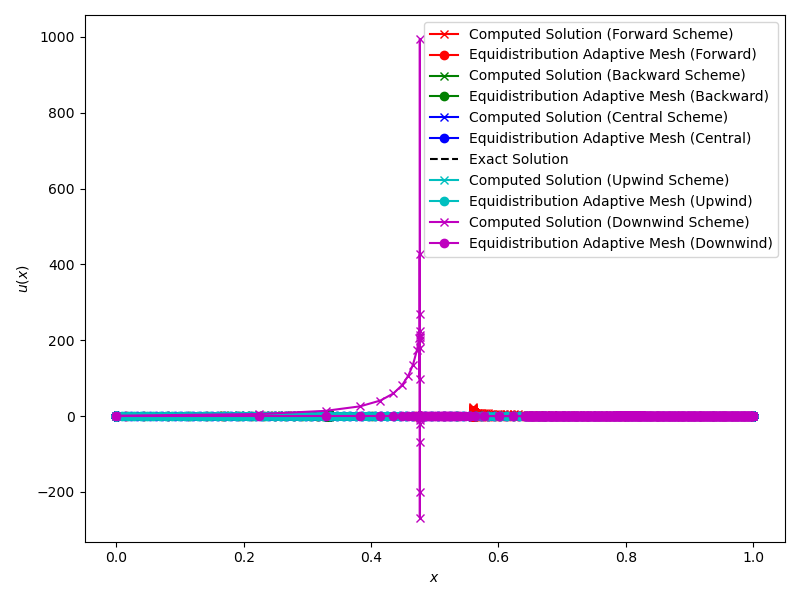 1000
800
600
400
200
0
−200
u(x)
0.0
0.2
0.4
0.6
0.8
1.0
x
Computed Solution (Forward Scheme)
Equidistribution Adaptive Mesh (Forward)
Computed Solution (Backward Scheme)
Equidistribution Adaptive Mesh (Backward)
Computed Solution (Central Scheme)
Equidistribution Adaptive Mesh (Central)
Exact Solution
Computed Solution (Upwind Scheme)
Equidistribution Adaptive Mesh (Upwind)
Computed Solution (Downwind Scheme)
Equidistribution Adaptive Mesh (Downwind)